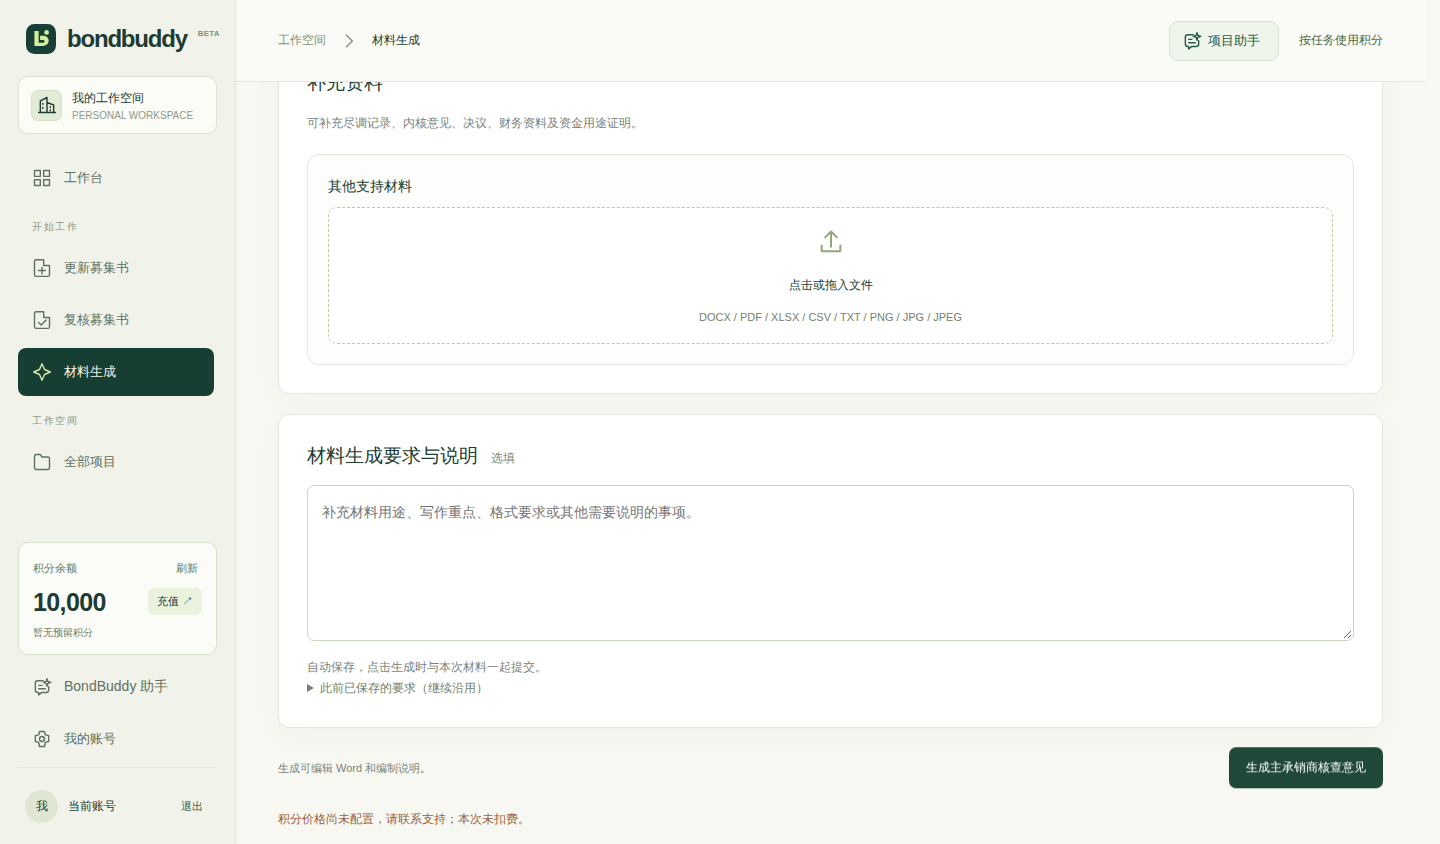 bondbuddy BETA
我的工作空间
PERSONAL WORKSPACE
工作台
开始工作
更新募集书
复核募集书
材料生成
工作空间
全部项目
积分余额 刷新
10,000 充值 ↗
暂无预留积分
BondBuddy 助手
我的账号
我 当前账号 退出
工作空间 材料生成 项目助手 按任务使用积分
补充资料
可补充尽调记录、内核意见、决议、财务资料及资金用途证明。
其他支持材料
点击或拖入文件
DOCX / PDF / XLSX / CSV / TXT / PNG / JPG / JPEG
材料生成要求与说明 选填
补充材料用途、写作重点、格式要求或其他需要说明的事项。
自动保存，点击生成时与本次材料一起提交。
此前已保存的要求（继续沿用）
生成可编辑 Word 和编制说明。 生成主承销商核查意见
积分价格尚未配置，请联系支持；本次未扣费。